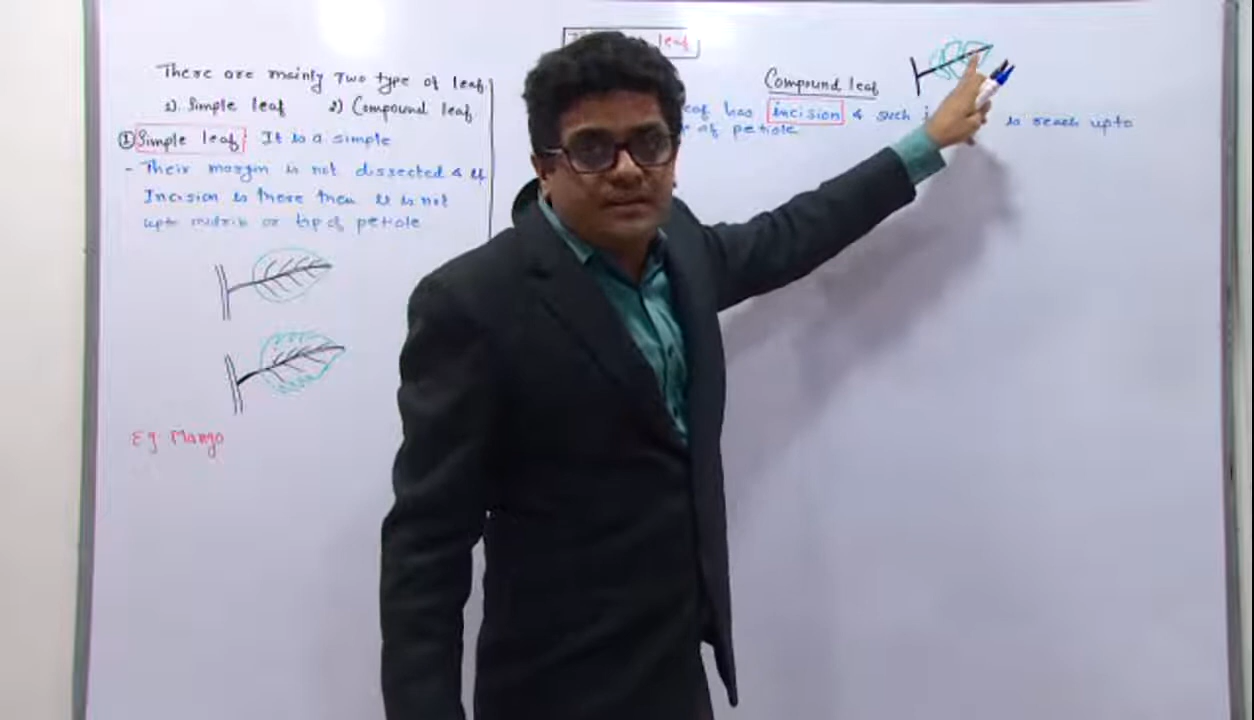 leaf
There are mainly Two type of leaf
1) Simple leaf 2) Compound leaf
① Simple leaf It is a simple
- Their margin is not dissected & if
Incision is there then it is not
upto midrib or tip of petiole
Eg. Mango
Compound leaf
leaf has incision & such is reach upto
of petiole